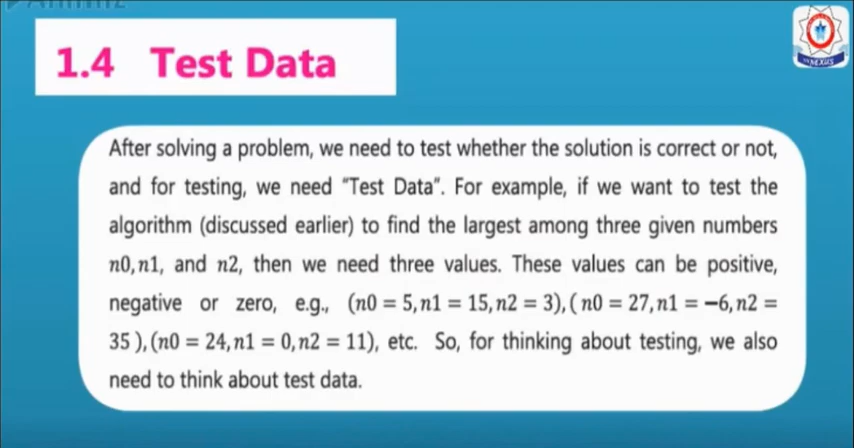 1.4 Test Data
After solving a problem, we need to test whether the solution is correct or not,
and for testing, we need "Test Data". For example, if we want to test the
algorithm (discussed earlier) to find the largest among three given numbers
n0,n1, and n2, then we need three values. These values can be positive,
negative or zero, e.g., (n0 = 5,n1 = 15,n2 = 3),( n0 = 27,n1 = −6,n2 =
35 ),(n0 = 24,n1 = 0,n2 = 11), etc. So, for thinking about testing, we also
need to think about test data.